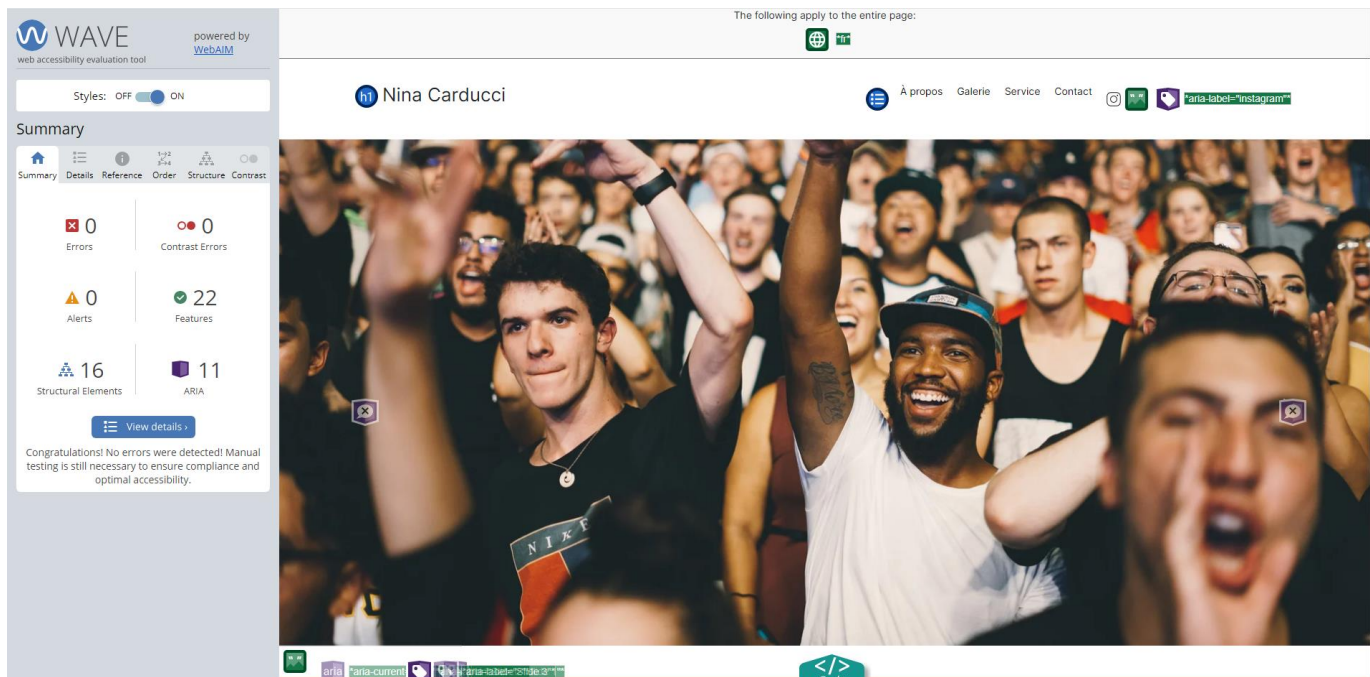 WAVE
web accessibility evaluation tool
powered by
WebAIM
Styles: OFF ON
Summary
Summary Details Reference Order Structure Contrast
0
Errors
0
Contrast Errors
0
Alerts
22
Features
16
Structural Elements
11
ARIA
View details ›
Congratulations! No errors were detected! Manual
testing is still necessary to ensure compliance and
optimal accessibility.
The following apply to the entire page:
*fr*
h1 Nina Carducci
À propos Galerie Service Contact
*aria-label="instagram"*
NIKE
aria *aria-current
</>